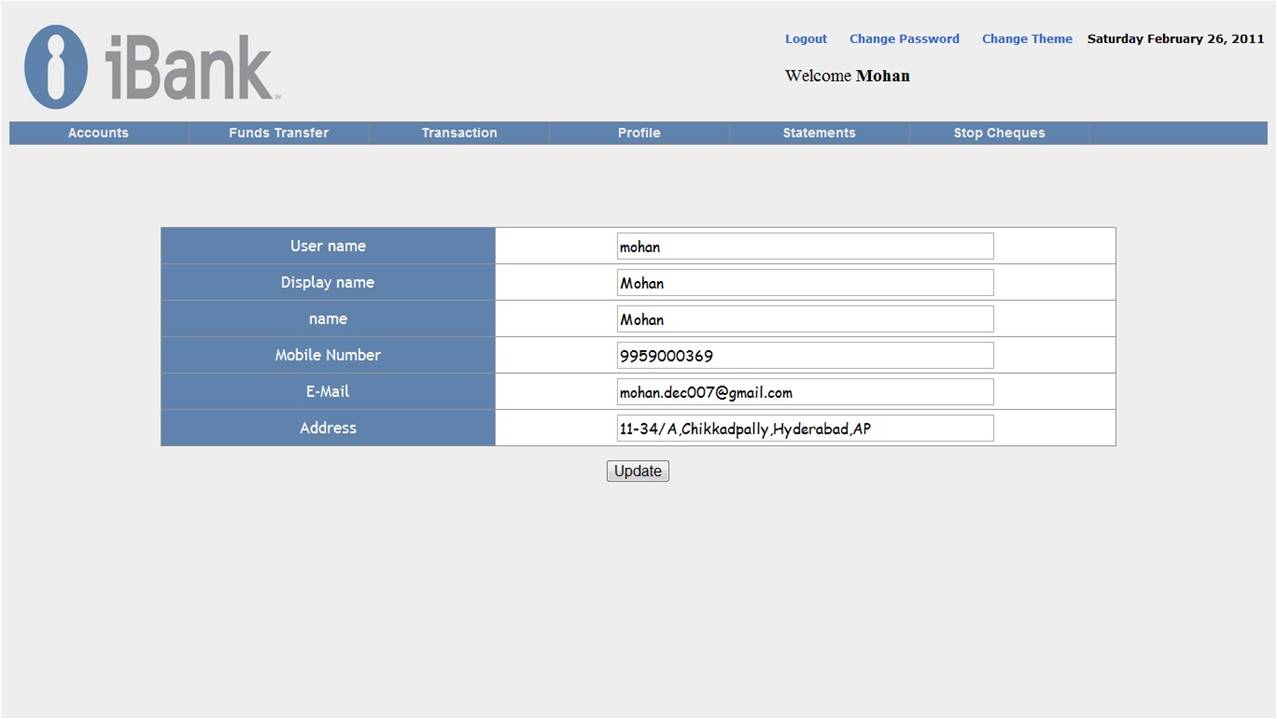 iBank
Logout Change Password Change Theme Saturday February 26, 2011
Welcome Mohan
Accounts Funds Transfer Transaction Profile Statements Stop Cheques
User name mohan
Display name Mohan
name Mohan
Mobile Number 9959000369
E-Mail mohan.dec007@gmail.com
Address 11-34/A,Chikkadpally,Hyderabad,AP
Update